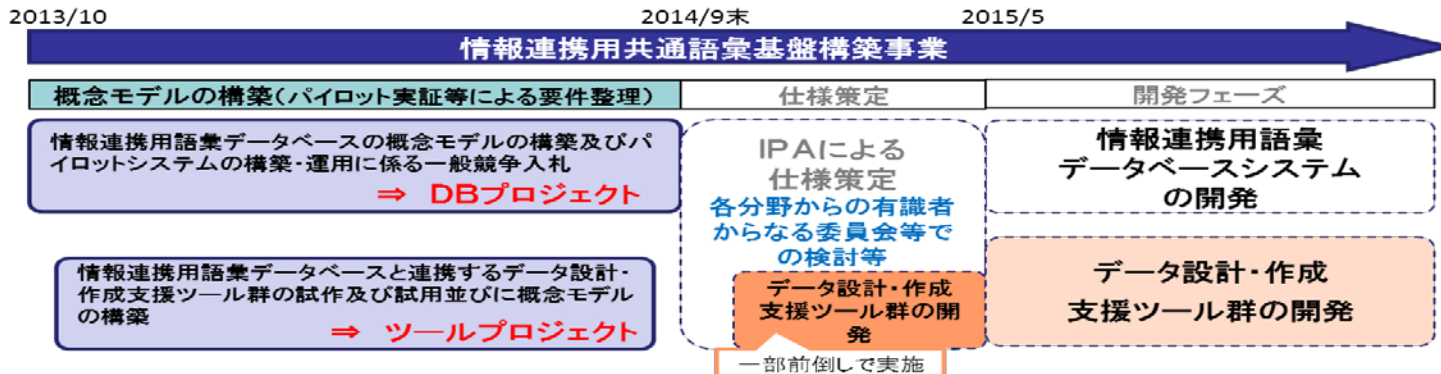 2013/10
2014/9末
2015/5
情報連携用共通語彙基盤構築事業
概念モデルの構築(パイロット実証等による要件整理)
仕様策定
開発フェーズ
情報連携用語彙データベースの概念モデルの構築及びパ
イロットシステムの構築・運用に係る一般競争入札
⇒ DBプロジェクト
情報連携用語彙データベースと連携するデータ設計・
作成支援ツール群の試作及び試用並びに概念モデル
の構築
⇒ ツールプロジェクト
IPAによる
仕様策定
各分野からの有識者
からなる委員会等で
の検討等
データ設計・作成
支援ツール群の開
発
一部前倒しで実施
情報連携用語彙
データベースシステム
の開発
データ設計・作成
支援ツール群の開発